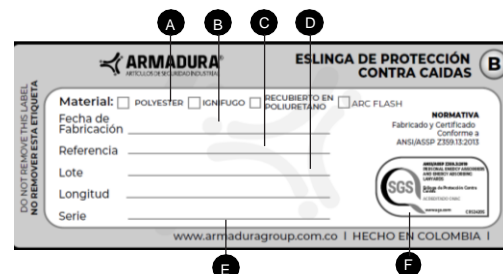 A B C D
ARMADURA
ARTÍCULOS DE SEGURIDAD INDUSTRIAL
ESLINGA DE PROTECCIÓN
CONTRA CAIDAS
B
DO NOT REMOVE THIS LABEL
NO REMOVER ESTA ETIQUETA
Material: POLYESTER IGNIFUGO RECUBIERTO EN POLIURETANO ARC FLASH
Fecha de
Fabricación
Referencia
Lote
Longitud
Serie
NORMATIVA
Fabricado y Certificado
Conforme a
ANSI/ASSP Z359.13:2013
SGS
www.armaduragroup.com.co I HECHO EN COLOMBIA I
E F